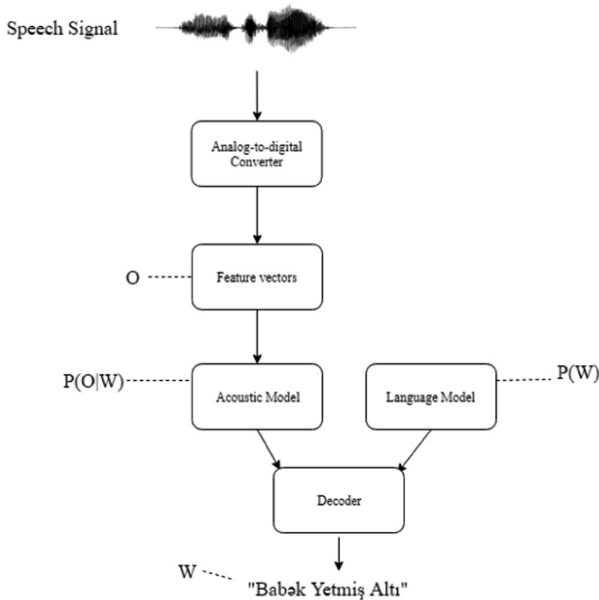 Speech Signal
Analog-to-digital
Converter
O
Feature vectors
P(O|W)
Acoustic Model
Language Model
P(W)
Decoder
W
"Babək Yetmiş Altı"